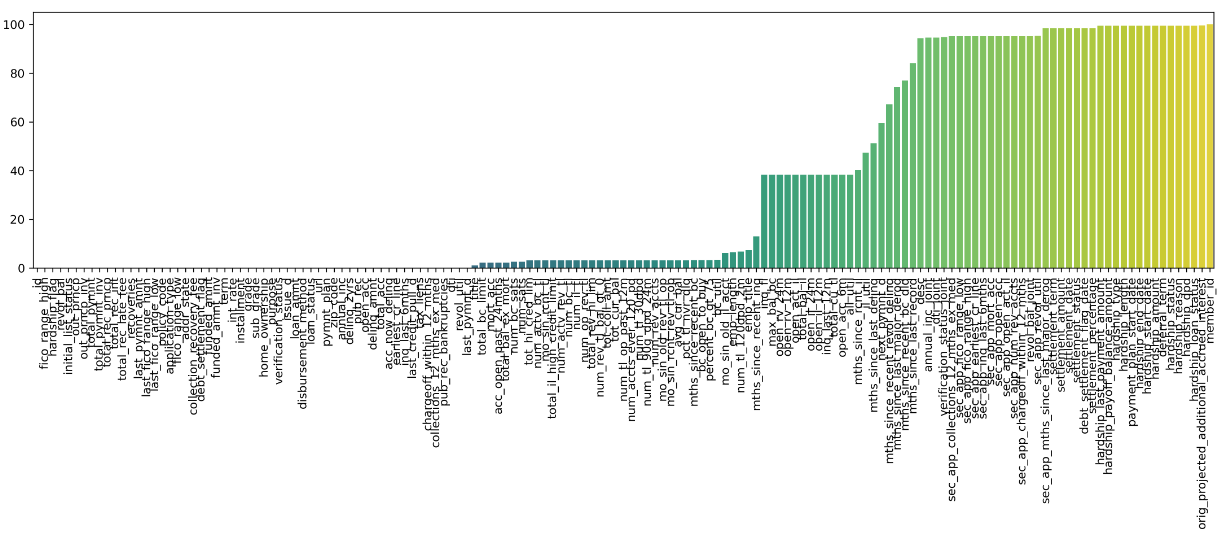 100
80
60
40
20
0
id
fico_range_high
hardship_flag
revol_bal
initial_list_status
out_prncp
out_prncp_inv
total_pymnt
total_pymnt_inv
total_rec_prncp
total_rec_int
total_rec_late_fee
recoveries
last_pymnt_amnt
last_fico_range_high
last_fico_range_low
policy_code
application_type
fico_range_low
addr_state
collection_recovery_fee
debt_settlement_flag
funded_amnt
funded_amnt_inv
term
int_rate
installment
grade
sub_grade
home_ownership
purpose
verification_status
issue_d
loan_amnt
disbursement_method
loan_status
url
pymnt_plan
zip_code
annual_inc
delinq_2yrs
pub_rec
open_acc
delinq_amnt
total_acc
acc_now_delinq
earliest_cr_line
inq_last_6mths
last_credit_pull_d
tax_liens
chargeoff_within_12_mths
collections_12_mths_ex_med
pub_rec_bankruptcies
dti
revol_util
last_pymnt_d
title
total_bc_limit
mort_acc
acc_open_past_24mths
num_bc_sats
num_sats
tot_hi_cred_lim
num_actv_bc_tl
total_il_high_credit_limit
num_il_tl
num_op_rev_tl
num_rev_tl_bal_gt_0
tot_coll_amt
num_tl_op_past_12m
num_accts_ever_120_pd
num_tl_30dpd
num_tl_90g_dpd_24m
num_rev_accts
mo_sin_old_rev_tl_op
mo_sin_rcnt_rev_tl_op
avg_cur_bal
pct_tl_nvr_dlq
mths_since_recent_bc
bc_open_to_buy
percent_bc_gt_75
bc_util
mo_sin_old_il_acct
emp_length
num_tl_120dpd_2m
emp_title
mths_since_recent_inq
inq_fi
max_bal_bc
open_rv_24m
open_rv_12m
open_act_il
total_bal_il
open_il_24m
open_il_12m
inq_last_12m
total_cu_tl
open_acc_6m
all_util
mths_since_rcnt_il
il_util
mths_since_last_delinq
next_pymnt_d
mths_since_recent_revol_delinq
mths_since_last_major_derog
mths_since_recent_bc_dlq
mths_since_last_record
desc
annual_inc_joint
dti_joint
verification_status_joint
sec_app_collections_12_mths_ex_med
sec_app_fico_range_low
sec_app_fico_range_high
sec_app_earliest_cr_line
sec_app_inq_last_6mths
sec_app_mort_acc
sec_app_open_acc
sec_app_open_act_il
sec_app_num_rev_accts
sec_app_chargeoff_within_12_mths
revol_bal_joint
sec_app_revol_util
sec_app_mths_since_last_major_derog
settlement_term
settlement_amount
settlement_date
settlement_status
debt_settlement_flag_date
settlement_percentage
hardship_last_payment_amount
hardship_payoff_balance_amount
hardship_type
hardship_length
payment_plan_start_date
hardship_end_date
hardship_start_date
hardship_amount
deferral_term
hardship_status
hardship_reason
hardship_dpd
hardship_loan_status
orig_projected_additional_accrued_interest
member_id